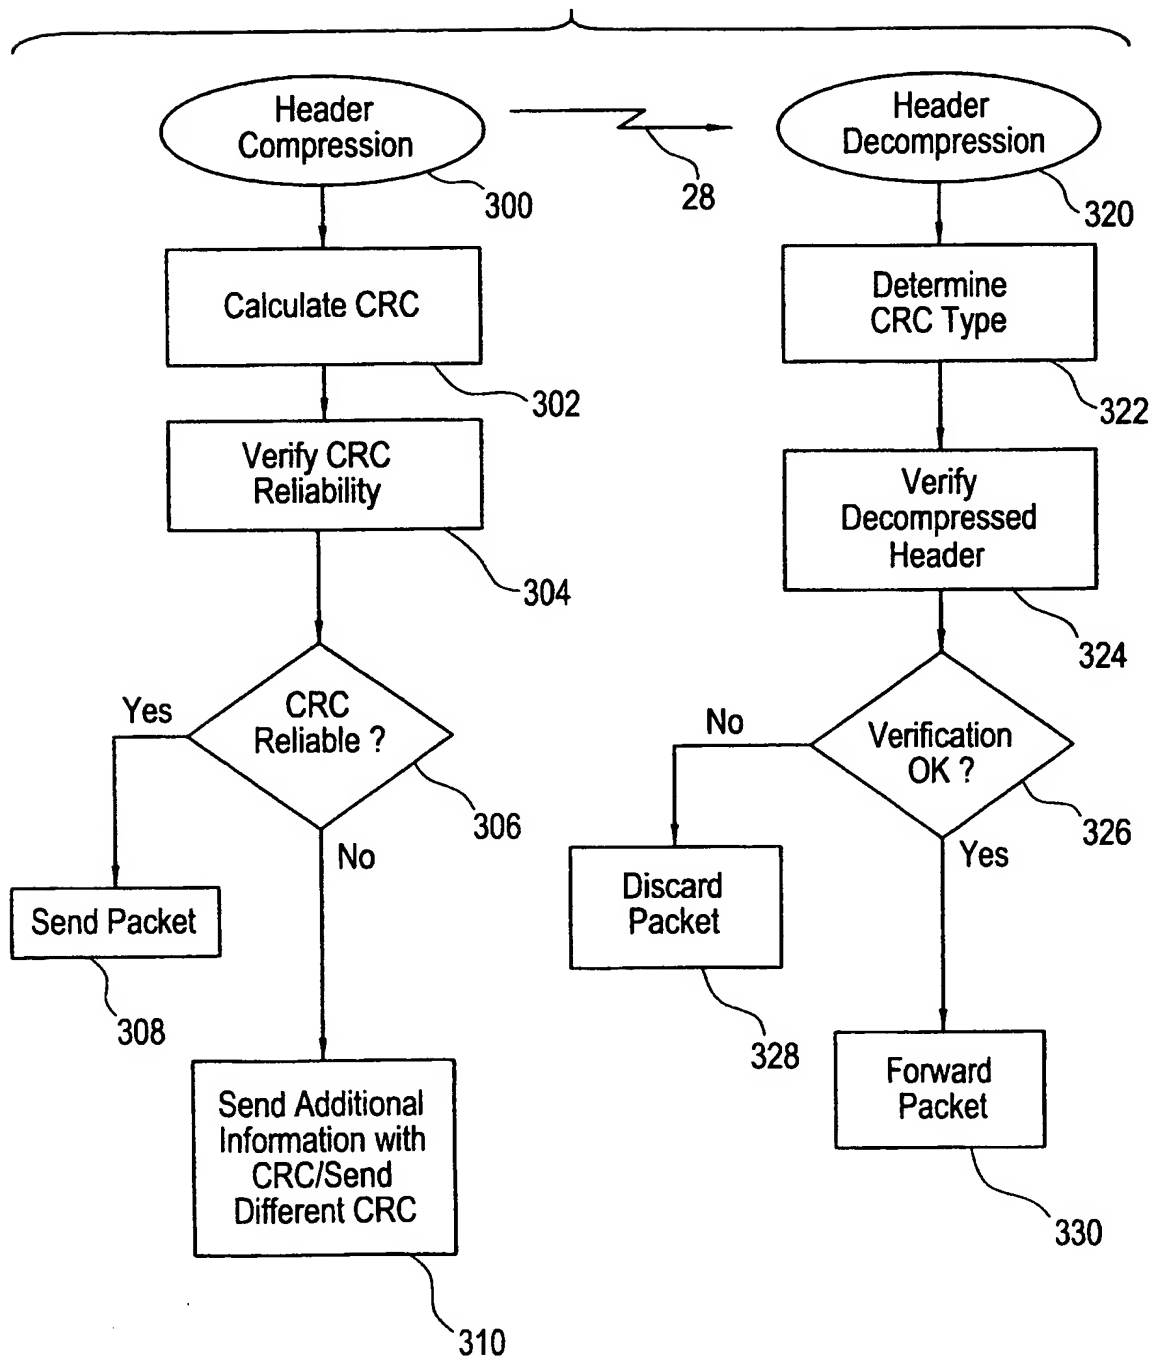 Header
Compression
300
28
Header
Decompression
320
Calculate CRC
302
Determine
CRC Type
322
Verify CRC
Reliability
304
Verify
Decompressed
Header
324
Yes
CRC
Reliable ?
306
No
No
Verification
OK ?
326
Yes
Send Packet
308
Discard
Packet
328
Forward
Packet
330
Send Additional
Information with
CRC/Send
Different CRC
310